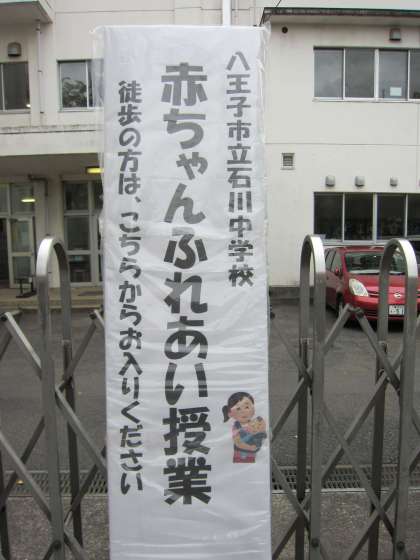 八王子市立石川中学校
赤ちゃんふれあい授業
徒歩の方は、こちらからお入りください